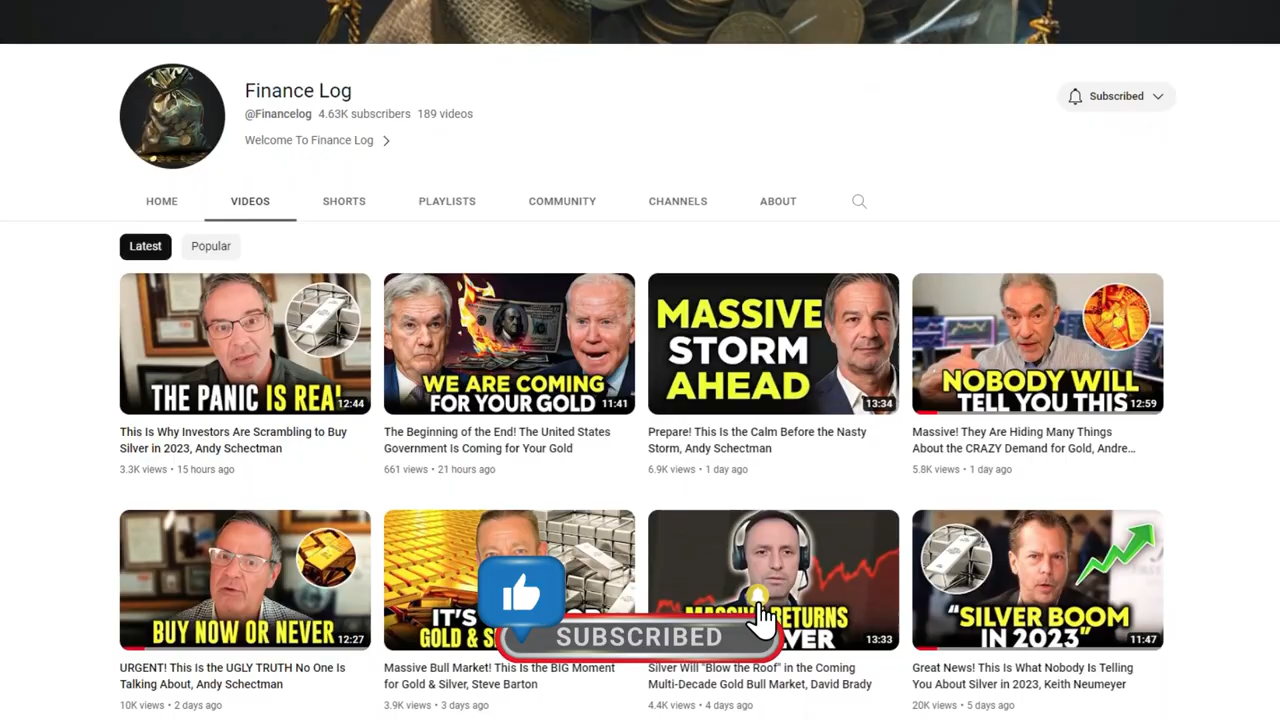 Finance Log
@Financelog 4.63K subscribers 189 videos
Welcome To Finance Log
Subscribed
HOME VIDEOS SHORTS PLAYLISTS COMMUNITY CHANNELS ABOUT
Latest Popular
THE PANIC IS REAL
12:44
WE ARE COMING
FOR YOUR GOLD
11:41
MASSIVE
STORM
AHEAD
13:34
NOBODY WILL
TELL YOU THIS
12:59
This Is Why Investors Are Scrambling to Buy
Silver in 2023, Andy Schectman
3.3K views • 15 hours ago
The Beginning of the End! The United States
Government Is Coming for Your Gold
661 views • 21 hours ago
Prepare! This Is the Calm Before the Nasty
Storm, Andy Schectman
6.9K views • 1 day ago
Massive! They Are Hiding Many Things
About the CRAZY Demand for Gold, Andre...
5.8K views • 1 day ago
BUY NOW OR NEVER
12:27
IT'S
GOLD & S
RETURNS
VER
13:33
"SILVER BOOM
IN 2023"
11:47
SUBSCRIBED
URGENT! This Is the UGLY TRUTH No One Is
Talking About, Andy Schectman
10K views • 2 days ago
Massive Bull Market! This Is the BIG Moment
for Gold & Silver, Steve Barton
3.9K views • 3 days ago
Silver Will "Blow the Roof" in the Coming
Multi-Decade Gold Bull Market, David Brady
4.4K views • 4 days ago
Great News! This Is What Nobody Is Telling
You About Silver in 2023, Keith Neumeyer
20K views • 5 days ago